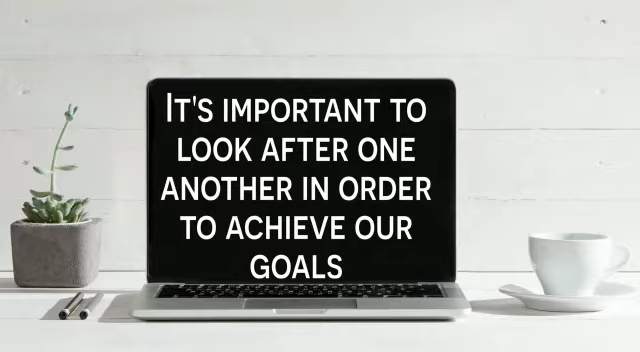 It's important to
look after one
another in order
to achieve our
goals